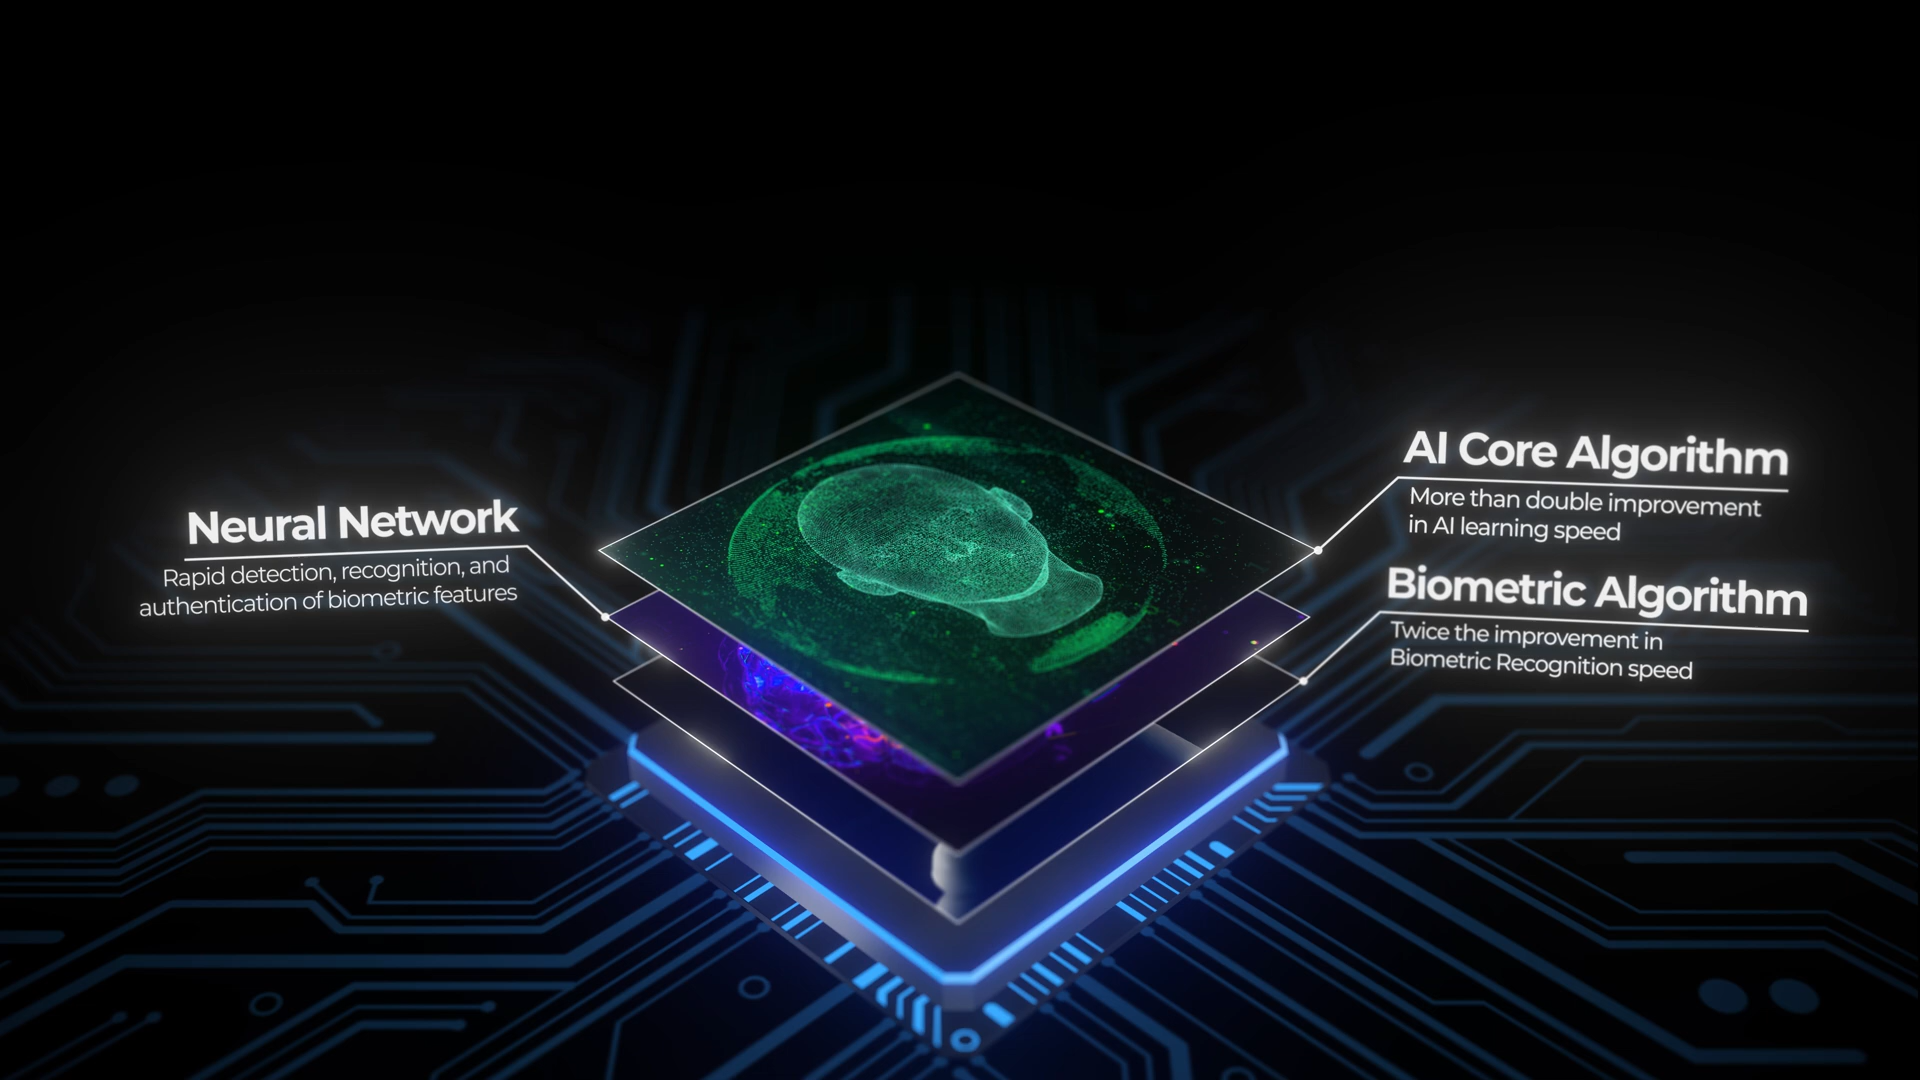 Neural Network
Rapid detection, recognition, and
authentication of biometric features
AI Core Algorithm
More than double improvement
in AI learning speed
Biometric Algorithm
Twice the improvement in
Biometric Recognition speed